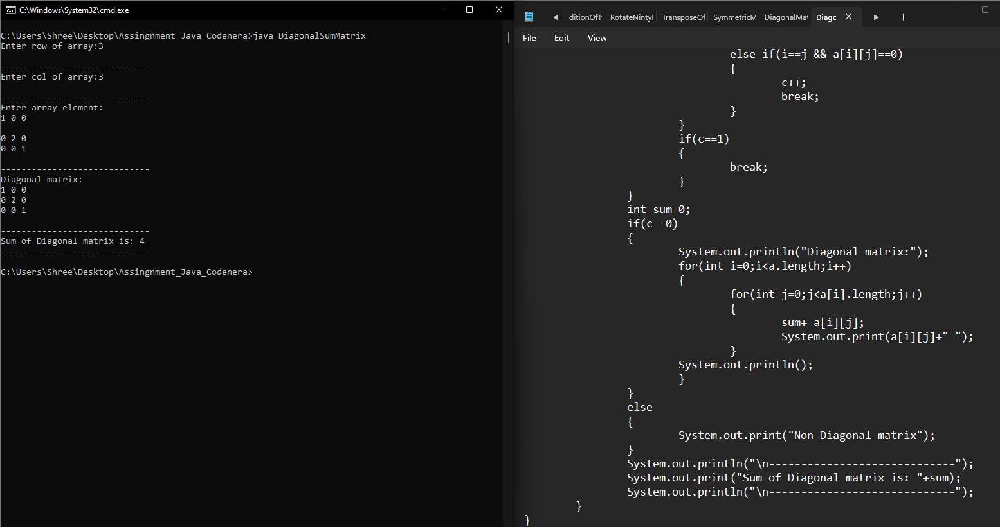 C:\Windows\System32\cmd.exe
C:\Users\Shree\Desktop\Assingnment_Java_Codenera>java DiagonalSumMatrix
Enter row of array:3
-----------------------------
Enter col of array:3
-----------------------------
Enter array element:
1 0 0
0 2 0
0 0 1
-----------------------------
Diagonal matrix:
1 0 0
0 2 0
0 0 1
-----------------------------
Sum of Diagonal matrix is: 4
-----------------------------
C:\Users\Shree\Desktop\Assingnment_Java_Codenera>
ditionOfT RotateNintyI TransposeOf SymmetricM DiagonalMat Diagc
File Edit View
else if(i==j && a[i][j]==0)
{
c++;
break;
}
}
if(c==1)
{
break;
}
}
int sum=0;
if(c==0)
{
System.out.println("Diagonal matrix:");
for(int i=0;i<a.length;i++)
{
for(int j=0;j<a[i].length;j++)
{
sum+=a[i][j];
System.out.print(a[i][j]+" ");
}
System.out.println();
}
}
else
{
System.out.print("Non Diagonal matrix");
}
System.out.println("\n-----------------------------");
System.out.print("Sum of Diagonal matrix is: "+sum);
System.out.println("\n-----------------------------");
}
}